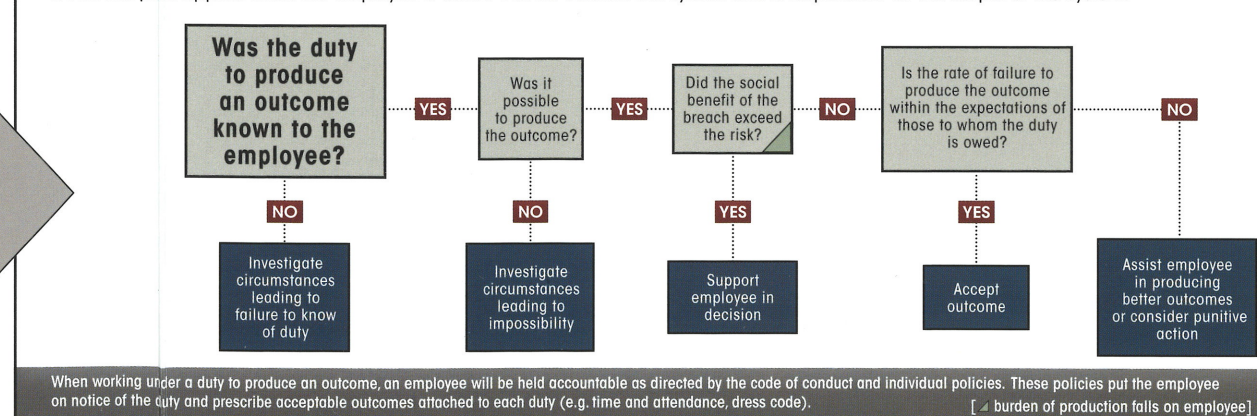 Was the duty
to produce
an outcome
known to the
employee?
YES
Was it
possible
to produce
the outcome?
YES
Did the social
benefit of the
breach exceed
the risk?
NO
Is the rate of failure to
produce the outcome
within the expectations of
those to whom the duty
is owed?
NO
NO
NO
YES
YES
Investigate
circumstances
leading to
failure to know
of duty
Investigate
circumstances
leading to
impossibility
Support
employee in
decision
Accept
outcome
Assist employee
in producing
better outcomes
or consider punitive
action
When working under a duty to produce an outcome, an employee will be held accountable as directed by the code of conduct and individual policies. These policies put the employee
on notice of the duty and prescribe acceptable outcomes attached to each duty (e.g. time and attendance, dress code).
[ burden of production falls on employee]